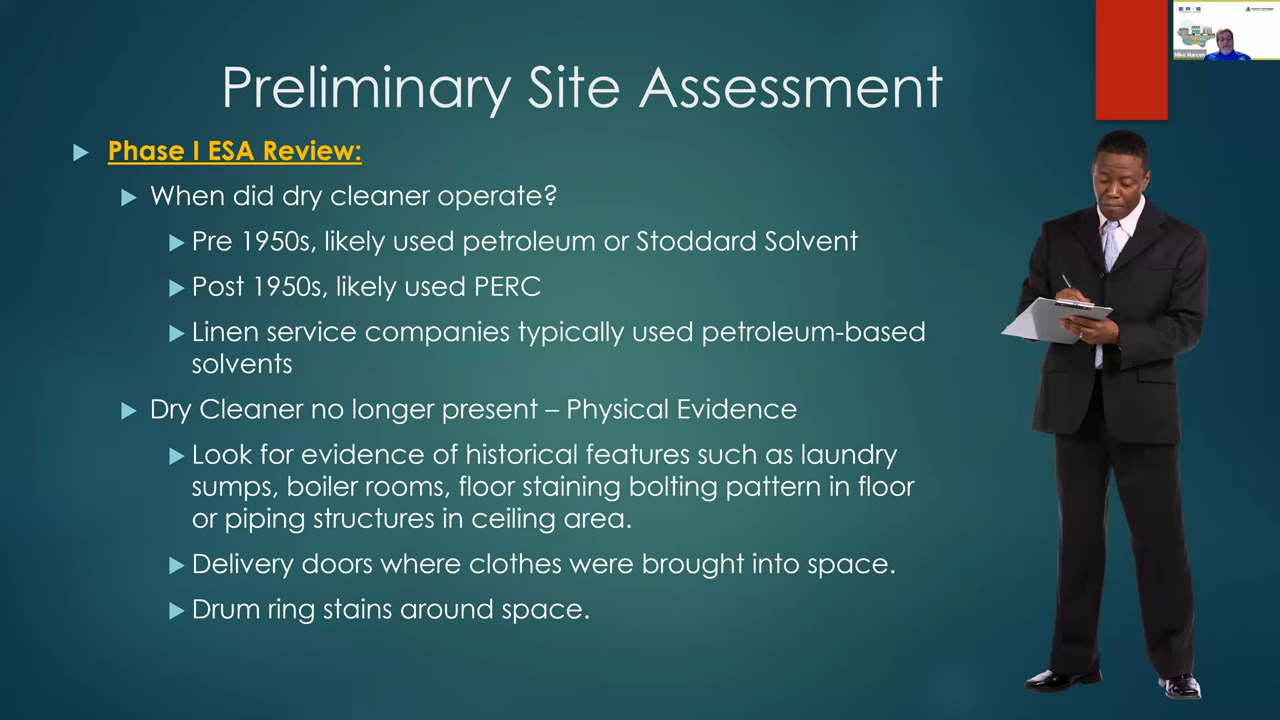 ERIS
Mike Marcon
Preliminary Site Assessment
Phase I ESA Review:
When did dry cleaner operate?
Pre 1950s, likely used petroleum or Stoddard Solvent
Post 1950s, likely used PERC
Linen service companies typically used petroleum-based
solvents
Dry Cleaner no longer present – Physical Evidence
Look for evidence of historical features such as laundry
sumps, boiler rooms, floor staining bolting pattern in floor
or piping structures in ceiling area.
Delivery doors where clothes were brought into space.
Drum ring stains around space.